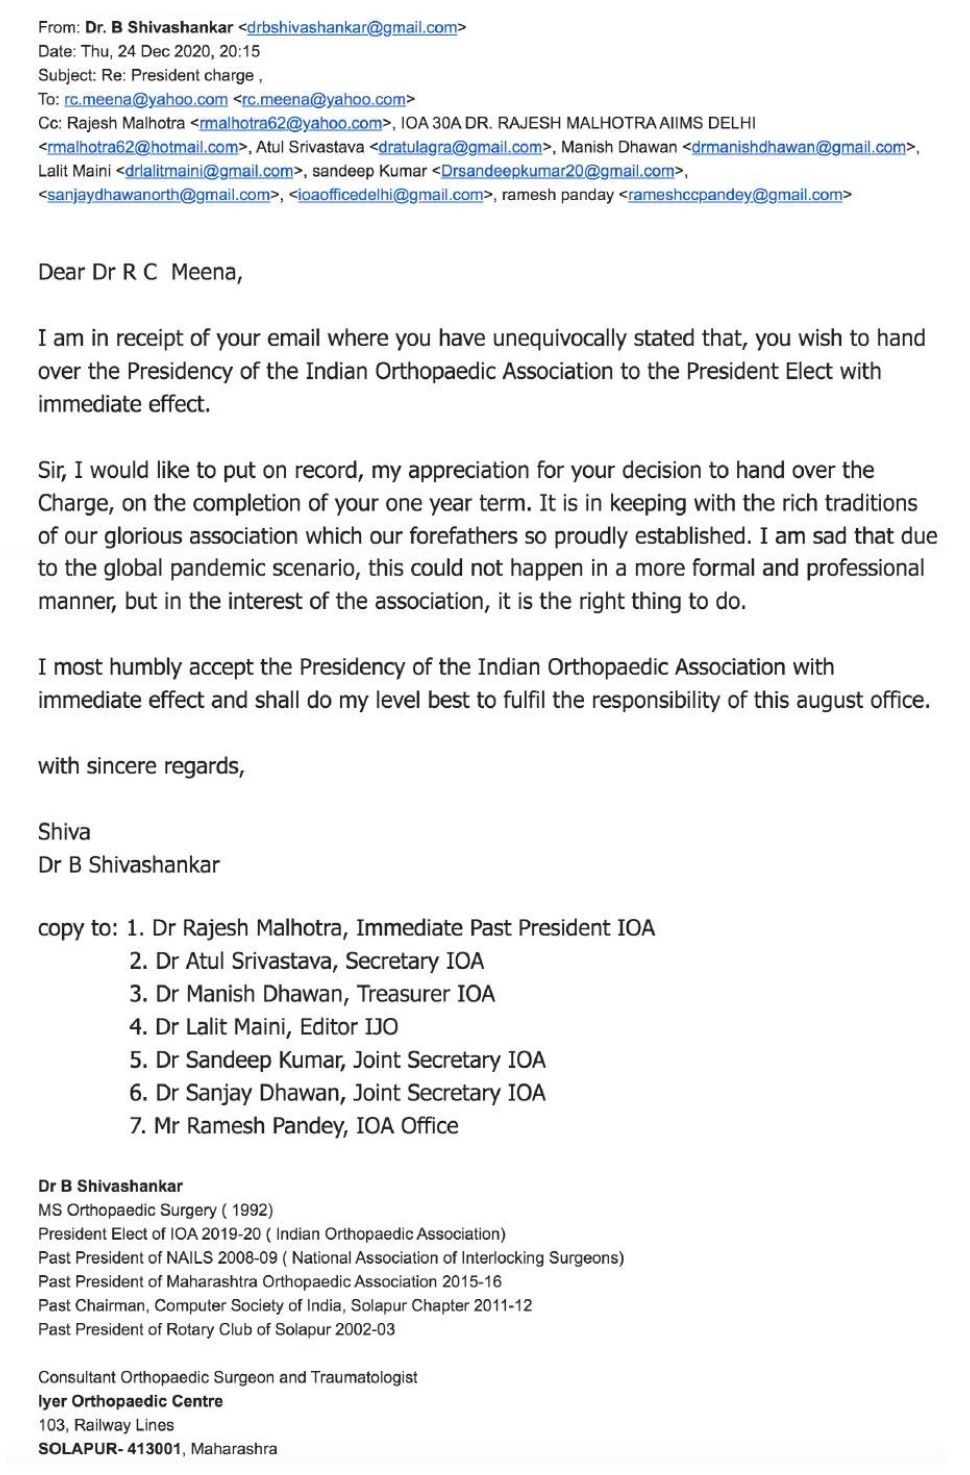 From: Dr. B Shivashankar <drbshivashankar@gmail.com>
Date: Thu, 24 Dec 2020, 20:15
Subject: Re: President charge ,
To: rc.meena@yahoo.com <rc.meena@yahoo.com>
Cc: Rajesh Malhotra <rmalhotra62@yahoo.com>, IOA 30A DR. RAJESH MALHOTRA AIIMS DELHI
<rmalhotra62@hotmail.com>, Atul Srivastava <dratulagra@gmail.com>, Manish Dhawan <drmanishdhawan@gmail.com>,
Lalit Maini <drlalitmaini@gmail.com>, sandeep Kumar <Drsandeepkumar20@gmail.com>,
<sanjaydhawanorth@gmail.com>, <ioaofficedelhi@gmail.com>, ramesh panday <rameshccpandey@gmail.com>
Dear Dr R C  Meena,
I am in receipt of your email where you have unequivocally stated that, you wish to hand
over the Presidency of the Indian Orthopaedic Association to the President Elect with
immediate effect.
Sir, I would like to put on record, my appreciation for your decision to hand over the
Charge, on the completion of your one year term. It is in keeping with the rich traditions
of our glorious association which our forefathers so proudly established. I am sad that due
to the global pandemic scenario, this could not happen in a more formal and professional
manner, but in the interest of the association, it is the right thing to do.
I most humbly accept the Presidency of the Indian Orthopaedic Association with
immediate effect and shall do my level best to fulfil the responsibility of this august office.
with sincere regards,
Shiva
Dr B Shivashankar
copy to: 1. Dr Rajesh Malhotra, Immediate Past President IOA
2. Dr Atul Srivastava, Secretary IOA
3. Dr Manish Dhawan, Treasurer IOA
4. Dr Lalit Maini, Editor IJO
5. Dr Sandeep Kumar, Joint Secretary IOA
6. Dr Sanjay Dhawan, Joint Secretary IOA
7. Mr Ramesh Pandey, IOA Office
Dr B Shivashankar
MS Orthopaedic Surgery ( 1992)
President Elect of IOA 2019-20 ( Indian Orthopaedic Association)
Past President of NAILS 2008-09 ( National Association of Interlocking Surgeons)
Past President of Maharashtra Orthopaedic Association 2015-16
Past Chairman, Computer Society of India, Solapur Chapter 2011-12
Past President of Rotary Club of Solapur 2002-03
Consultant Orthopaedic Surgeon and Traumatologist
Iyer Orthopaedic Centre
103, Railway Lines
SOLAPUR- 413001, Maharashra